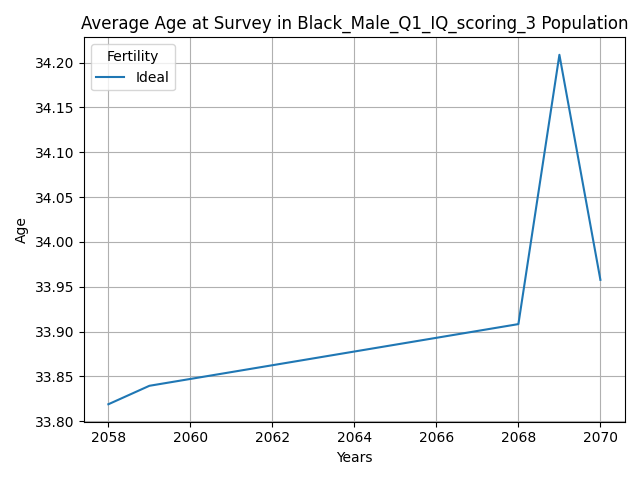 Average Age at Survey in Black_Male_Q1_IQ_scoring_3 Population
Fertility
Ideal
34.20
34.15
34.10
34.05
34.00
33.95
33.90
33.85
33.80
Age
2058 2060 2062 2064 2066 2068 2070
Years